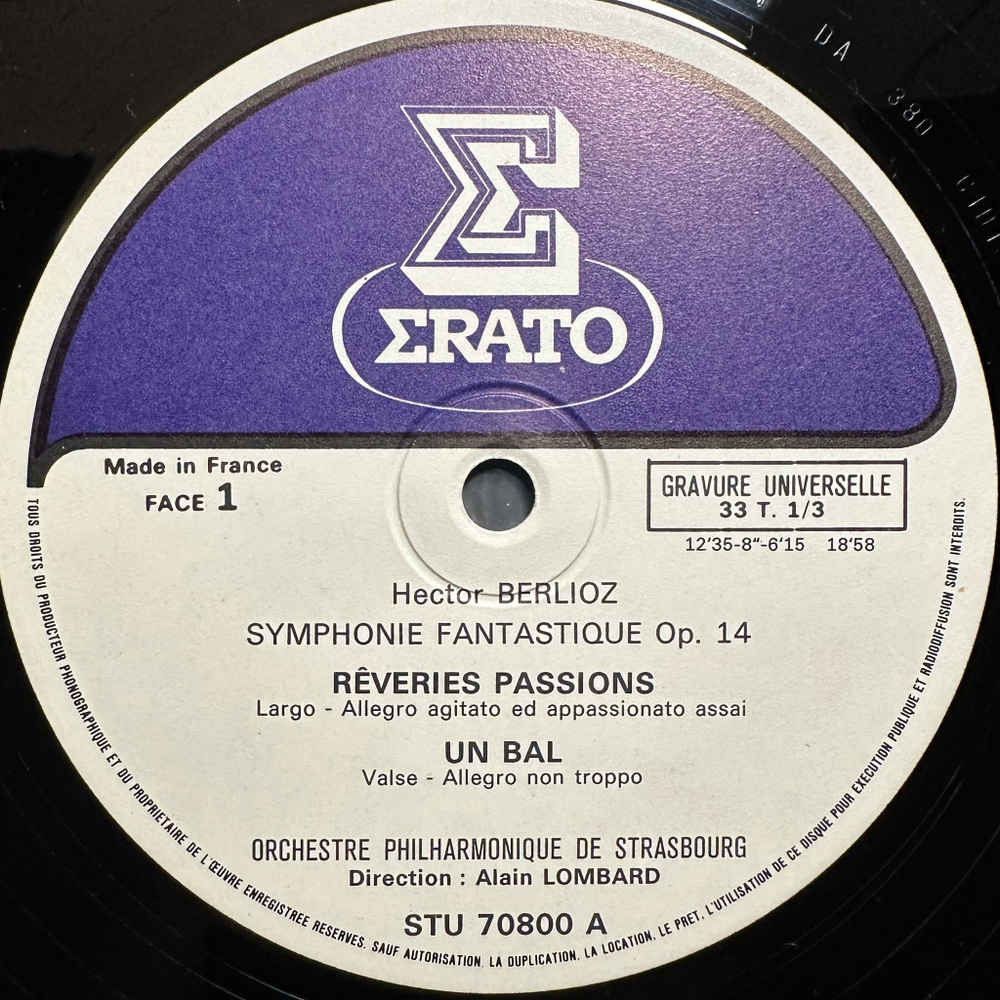 DA 380
ΣRATO
Made in France
FACE 1
GRAVURE UNIVERSELLE
33 T. 1/3
12'35-8"-6'15 18'58
Hector BERLIOZ
SYMPHONIE FANTASTIQUE Op. 14
RÊVERIES PASSIONS
Largo - Allegro agitato ed appassionato assai
UN BAL
Valse - Allegro non troppo
ORCHESTRE PHILHARMONIQUE DE STRASBOURG
Direction : Alain LOMBARD
STU 70800 A
TOUS DROITS DU PRODUCTEUR PHONOGRAPHIQUE ET DU PROPRIETAIRE DE L'ŒUVRE ENREGISTREE RESERVES. SAUF AUTORISATION, LA DUPLICATION, LA LOCATION, LE PRET, L'UTILISATION DE CE DISQUE POUR EXECUTION PUBLIQUE ET RADIODIFFUSION SONT INTERDITS.